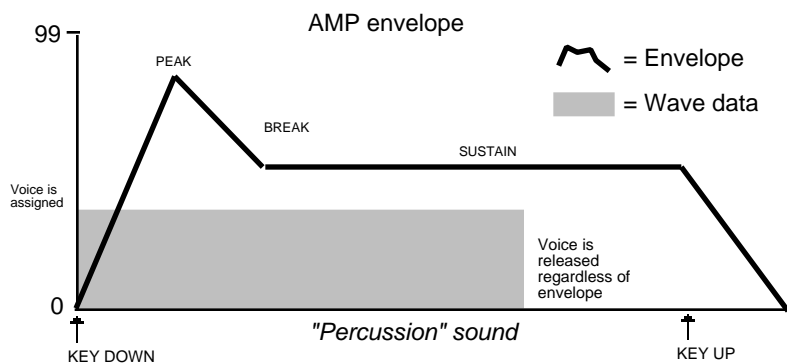 AMP envelope
99
PEAK
= Envelope
= Wave data
BREAK
SUSTAIN
Voice is
assigned
Voice is
released
regardless of
envelope
0
"Percussion" sound
KEY DOWN
KEY UP